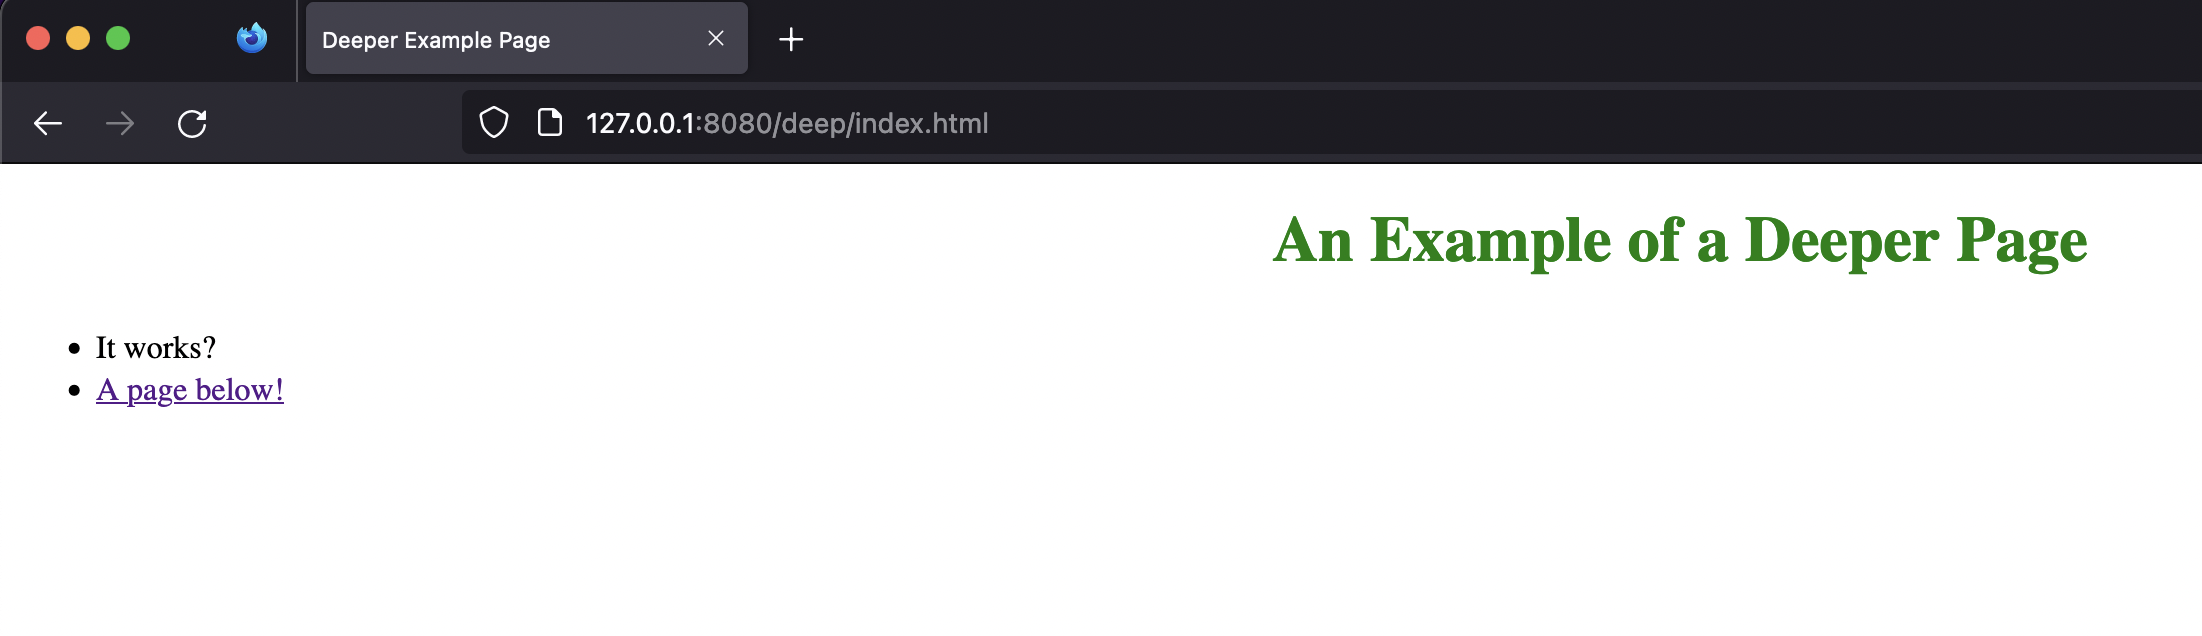 Deeper Example Page
127.0.0.1:8080/deep/index.html
An Example of a Deeper Page
It works?
A page below!